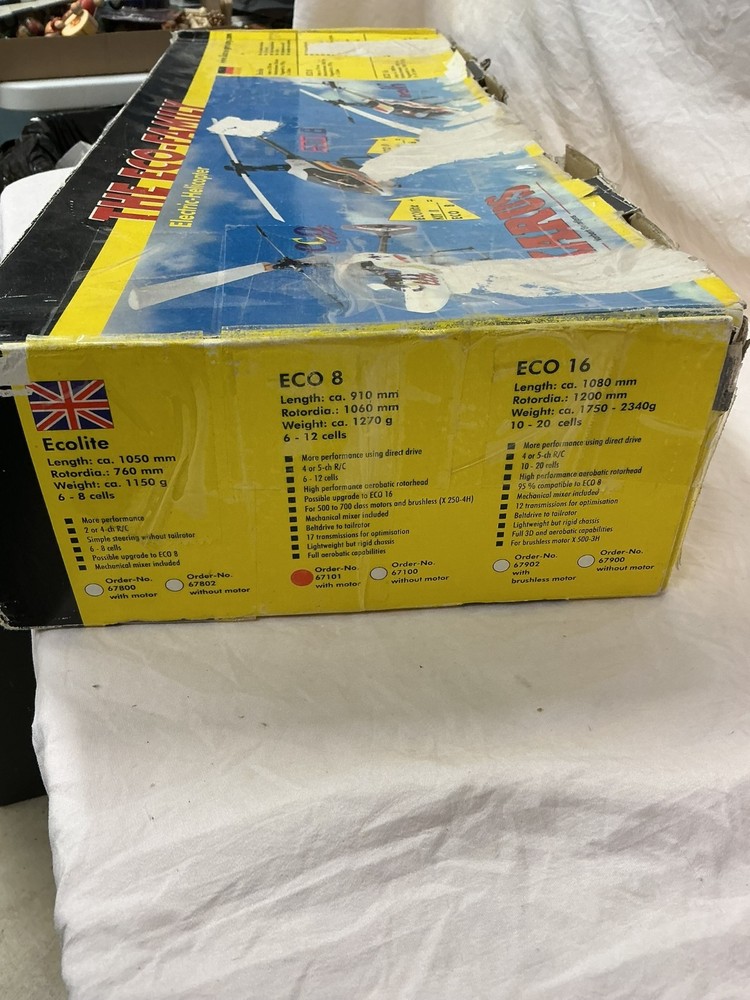 THE ECO-FAMILY
Electric-Helicopter
IKARUS
Ecolite
Length: ca. 1050 mm
Rotordia.: 760 mm
Weight: ca. 1150 g
6 - 8 cells
More performance
2 or 4-ch R/C
Simple steering without tailrotor
6 - 8 cells
Possible upgrade to ECO 8
Mechanical mixer included
Order-No.
67800
with motor
Order-No.
67802
without motor
ECO 8
Length: ca. 910 mm
Rotordia.: 1060 mm
Weight: ca. 1270 g
6 - 12 cells
More performance using direct drive
4 or 5-ch R/C
6 - 12 cells
High performance aerobatic rotorhead
Possible upgrade to ECO 16
For 500 to 700 class motors and brushless (X 250-4H)
Mechanical mixer included
Beltdrive to tailrotor
17 transmissions for optimisation
Lightweight but rigid chassis
Full aerobatic capabilities
Order-No.
67101
with motor
Order-No.
67100
without motor
ECO 16
Length: ca. 1080 mm
Rotordia.: 1200 mm
Weight: ca. 1750 - 2340g
10 - 20 cells
More performance using direct drive
4 or 5-ch R/C
10 - 20 cells
High performance aerobatic rotorhead
95 % compatible to ECO 8
Mechanical mixer included
12 transmissions for optimisation
Beltdrive to tailrotor
Lightweight but rigid chassis
Full 3D and aerobatic capabilities
For brushless motor X 500-3H
Order-No.
67902
with
brushless motor
Order-No.
67900
without motor